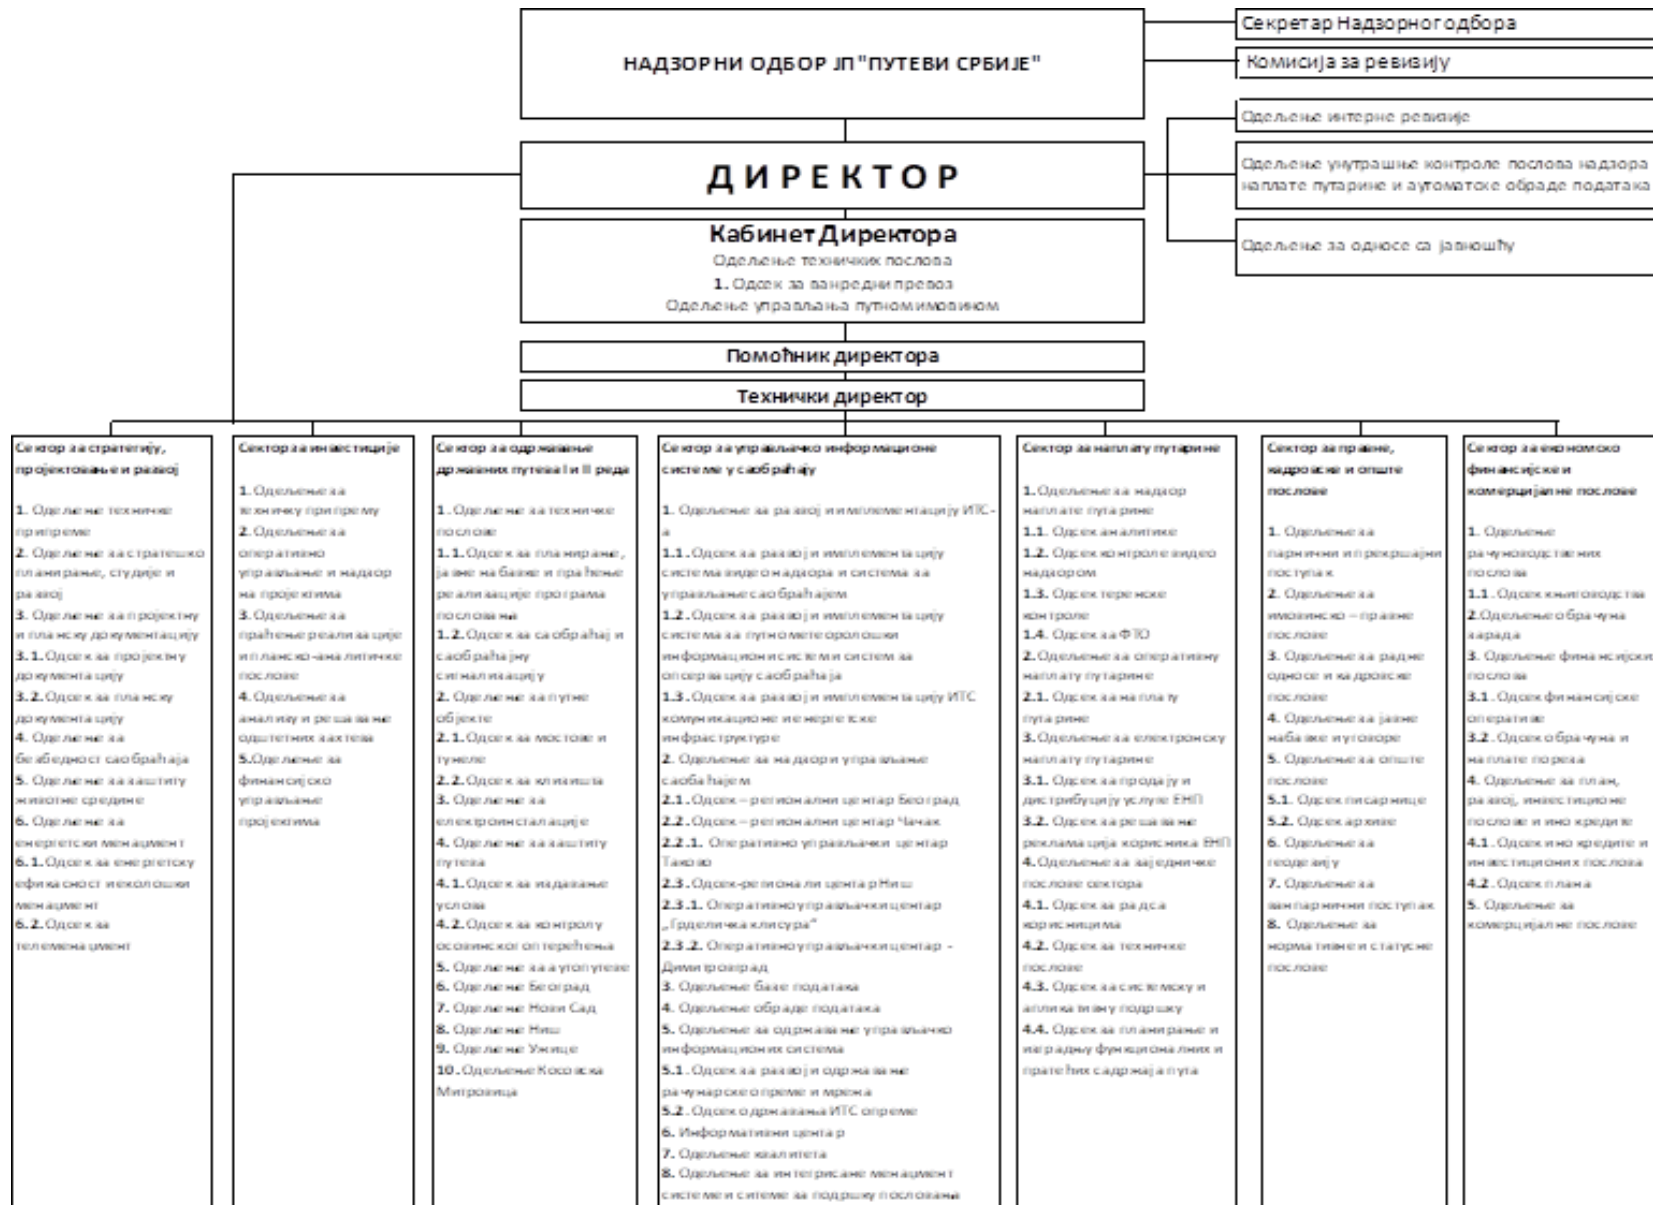 НАДЗОРНИ ОДБОР ЈП"ПУТЕВИ СРБИЈЕ"
Секретар Надзорног одбора
Комисија за ревизију
Одељење интерне ревизије
Одељење унутрашње контроле послова надзора
наплате путарине и аутоматске обраде података
Одељење за односе са јавношћу
ДИРЕКТОР
Кабинет Директора
Одељење техничких послова
1. Одсек за ванредни превоз
Одељење управљања путном имовином
Помоћник директора
Технички директор
Сектор за стратегију,
пројектовање и развој
1. Одељење техничке
припреме
2. Одељење за стратешко
планирање, студије и
развој
3. Одељење за пројектну
и планску документацију
3.1. Одсек за пројектну
документацију
3.2. Одсек за планску
документацију
4. Одељење за
безбедност саобраћаја
5. Одељење за заштиту
животне средине
6. Одељење за
енергетски менаџмент
6.1. Одсек за енергетску
ефикасност и еколошки
менаџмент
6.2. Одсек за
телеменаџмент
Сектор за инвестиције
1. Одељење за
техничку припрему
2. Одељење за
оперативно
управљање и надзор
на пројектима
3. Одељење за
праћење реализације
и планско-аналитичке
послове
4. Одељење за
анализу и решавање
одштетних захтева
5.Одељење за
финансијско
управљање
пројектима
Сектор за одржавање
државних путева I и II реда
1. Одељење за техничке
послове
1.1. Одсек за планирање,
јавне набавке и праћење
реализације програма
пословања
1.2. Одсек за саобраћај и
саобраћајну
сигнализацију
2. Одељење за путне
објекте
2.1. Одсек за мостове и
тунеле
2.2. Одсек за клизишта
3. Одељење за
електроинсталације
4. Одељење за заштиту
путева
4.1. Одсек за издавање
услова
4.2. Одсек за контролу
осовинског оптерећења
5. Одељење за аутопутеве
6. Одељење Београд
7. Одељење Нови Сад
8. Одељење Ниш
9. Одељење Ужице
10. Одељење Косовска
Митровица
Сектор за управљачко информационе
системе у саобраћају
1. Одељење за развој и имплементацију ИТС-
а
1.1. Одсек за развој и имплементацију
система видео надзора и система за
управљање саобраћајем
1.2. Одсек за развој и имплементацију
система за путно метеоролошки
информациони систем и систем за
опсервацију саобраћаја
1.3. Одсек за развој и имплементацију ИТС
комуникационе и енергетске
инфраструктуре
2. Одељење за надзор и управљање
саобаћајем
2.1. Одсек – регионални центар Београд
2.2. Одсек – регионални центар Чачак
2.2.1. Оперативно управљачки центар
Таково
2.3. Одсек-регионали центар Ниш
2.3.1. Оперативно управљачки центар
„Грделичка клисура"
2.3.2. Оперативно управљачки центар -
Димитровград
3. Одељење базе података
4. Одељење обраде података
5. Одељење за одржавање управљачко
информационих система
5.1. Одсек за развој и одржавање
рачунарске опреме и мрежа
5.2. Одсек одржавања ИТС опреме
6. Информативни центар
7. Одељење квалитета
8. Одељење за интегрисане менаџмент
системе и ситеме за подршку пословања
Сектор за наплату путарине
1. Одељење за надзор
наплате путарине
1.1. Одсек аналитике
1.2. Одсек контроле видео
надзором
1.3. Одсек теренске
контроле
1.4. Одсек за ФТО
2. Одељење за оперативну
наплату путарине
2.1. Одсек за наплату
путарине
3. Одељење за електронску
наплату путарине
3.1. Одсек за продају и
дистрибуцију услуге ЕНП
3.2. Одсек за решавање
рекламација корисника ЕНП
4. Одељење за заједничке
послове сектора
4.1. Одсек за рад са
корисницима
4.2. Одсек за техничке
послове
4.3. Одсек за системску и
апликативну подршку
4.4. Одсек за планирање и
изградњу функционалних и
пратећих садржаја пута
Сектор за правне,
кадровске и опште
послове
1. Одељење за
парнични и прекршајни
поступак
2. Одељење за
имовинско – правне
послове
3. Одељење за радне
односе и кадровске
послове
4. Одељење за јавне
набавке и уговоре
5. Одељење за опште
послове
5.1. Одсек писарнице
5.2. Одсек архиве
6. Одељење за
геодезију
7. Одељење за
ванпарнични поступак
8. Одељење за
нормативне и статусне
послове
Сектор за економско
финансијске и
комерцијалне послове
1. Одељење
рачуноводствених
послова
1.1. Одсек књиговодства
2.Одељење обрачуна
зарада
3. Одељење финансијских
послова
3.1. Одсек финансијске
оперативе
3.2. Одсек обрачуна и
наплате пореза
4. Одељење за план,
развој, инвестиционе
послове и ино кредите
4.1. Одсек ино кредите и
инвестиционих послова
4.2. Одсек плана
5. Одељење за
комерцијалне послове